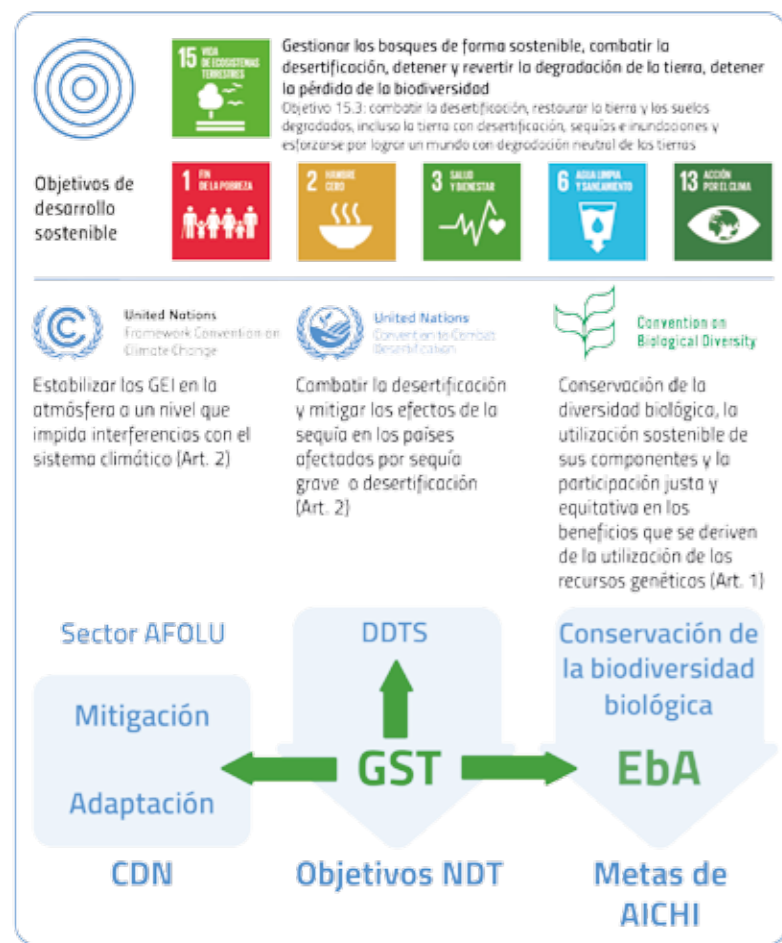 15 VIDA
DE ECOSISTEMAS
TERRESTRES
Gestionar los bosques de forma sostenible, combatir la
desertificación, detener y revertir la degradación de la tierra, detener
la pérdida de la biodiversidad
Objetivo 15.3: combatir la desertificación, restaurar la tierra y los suelos
degradados, incluso la tierra con desertificación, sequías e inundaciones y
esforzarse por lograr un mundo con degradación neutral de las tierras
Objetivos de
desarrollo
sostenible
1 FIN
DE LA POBREZA
2 HAMBRE
CERO
3 SALUD
Y BIENESTAR
6 AGUA LIMPIA
Y SANEAMIENTO
13 ACCIÓN
POR EL CLIMA
United Nations
Framework Convention on
Climate Change
United Nations
Convention to Combat
Desertification
Convention on
Biological Diversity
Estabilizar los GEI en la
atmósfera a un nivel que
impida interferencias con el
sistema climático (Art. 2)
Combatir la desertificación
y mitigar los efectos de la
sequía en los países
afectados por sequía
grave o desertificación
(Art. 2)
Conservación de la
diversidad biológica, la
utilización sostenible de
sus componentes y la
participación justa y
equitativa en los
beneficios que se deriven
de la utilización de los
recursos genéticos (Art. 1)
Sector AFOLU
Mitigación
Adaptación
CDN
DDTS
GST
Objetivos NDT
Conservación de
la biodiversidad
biológica
EbA
Metas de
AICHI